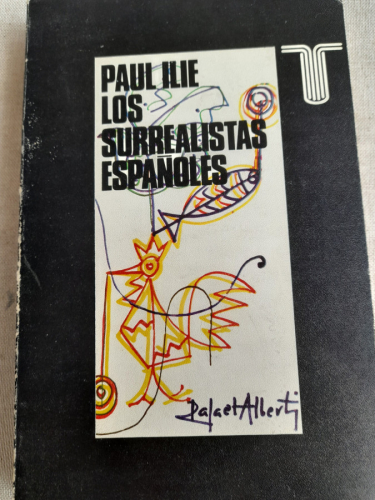 PAUL ILIE
LOS
SURREALISTAS
ESPAÑOLES
Rafael Alberti